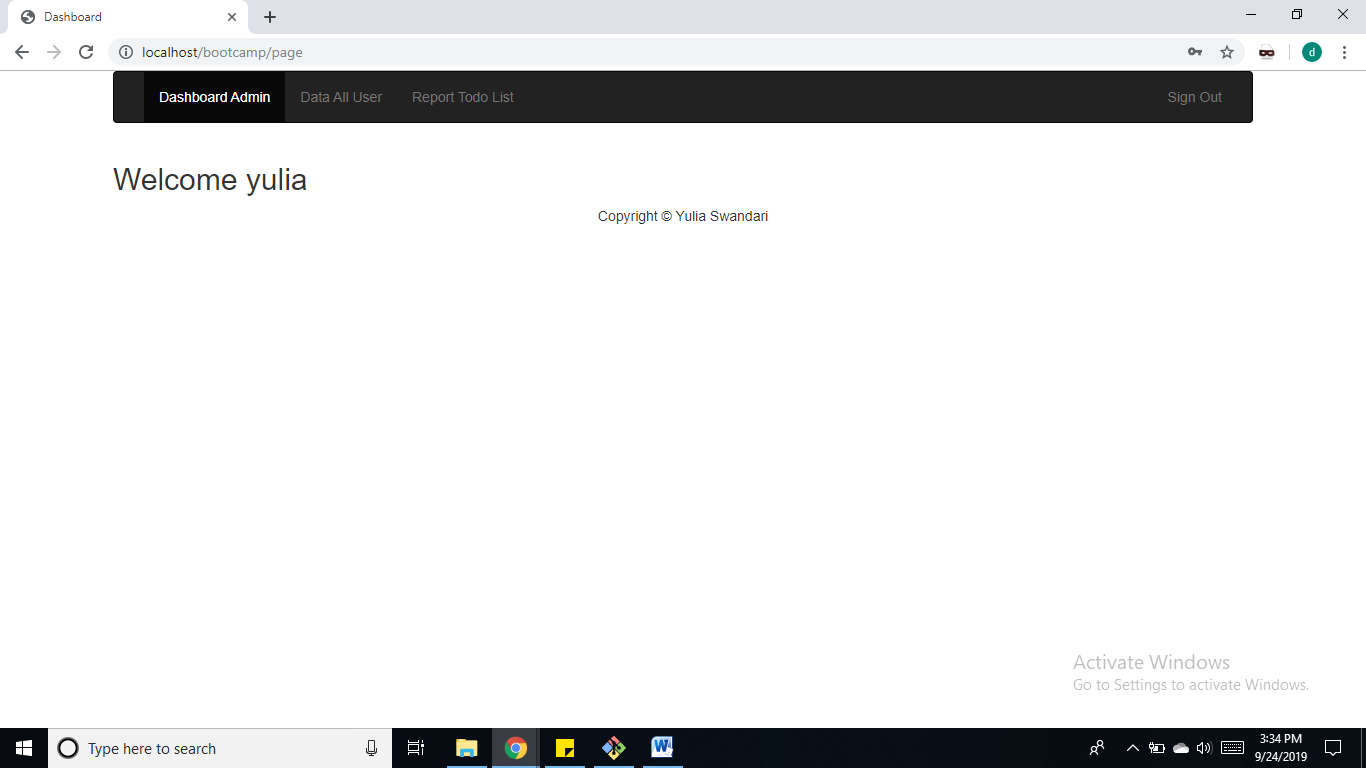 Dashboard
localhost/bootcamp/page
d
Dashboard Admin Data All User Report Todo List Sign Out
Welcome yulia
Copyright © Yulia Swandari
Activate Windows
Go to Settings to activate Windows.
Type here to search
W
3:34 PM
9/24/2019